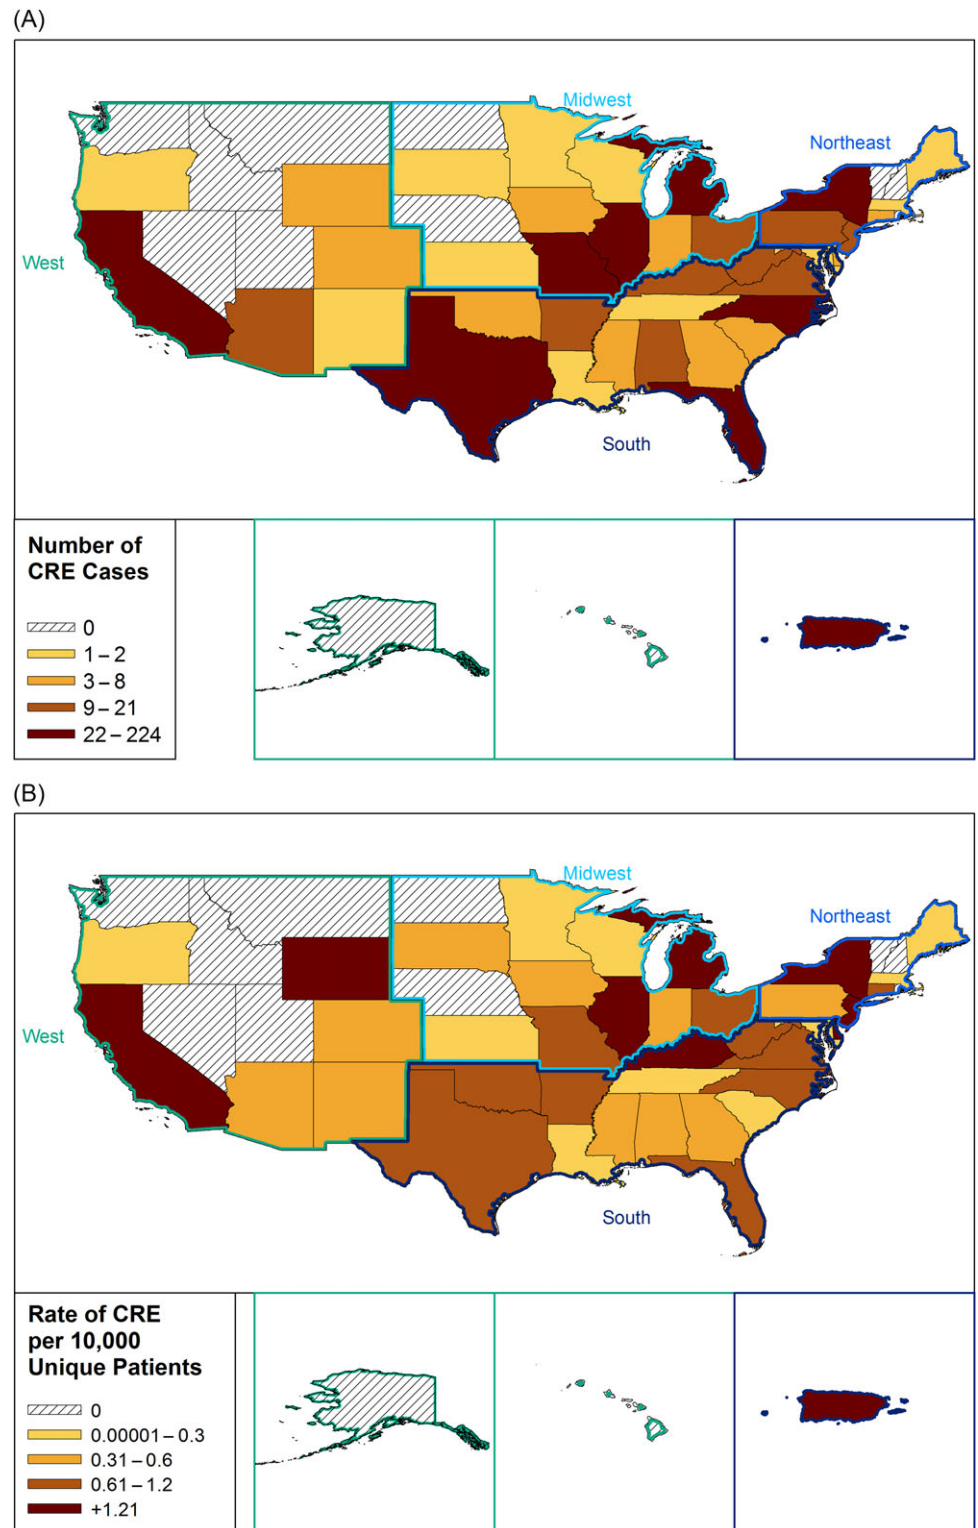 (A)
Midwest
Northeast
West
South
Number of
CRE Cases
0
1 – 2
3 – 8
9 – 21
22 – 224
(B)
Midwest
Northeast
West
South
Rate of CRE
per 10,000
Unique Patients
0
0.00001 – 0.3
0.31 – 0.6
0.61 – 1.2
+1.21